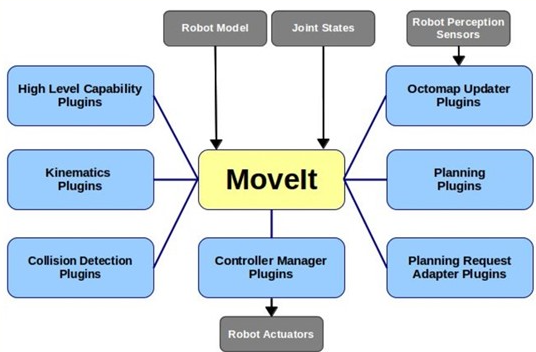 Robot Model
Joint States
Robot Perception
Sensors
High Level Capability
Plugins
Octomap Updater
Plugins
Kinematics
Plugins
MoveIt
Planning
Plugins
Collision Detection
Plugins
Controller Manager
Plugins
Planning Request
Adapter Plugins
Robot Actuators